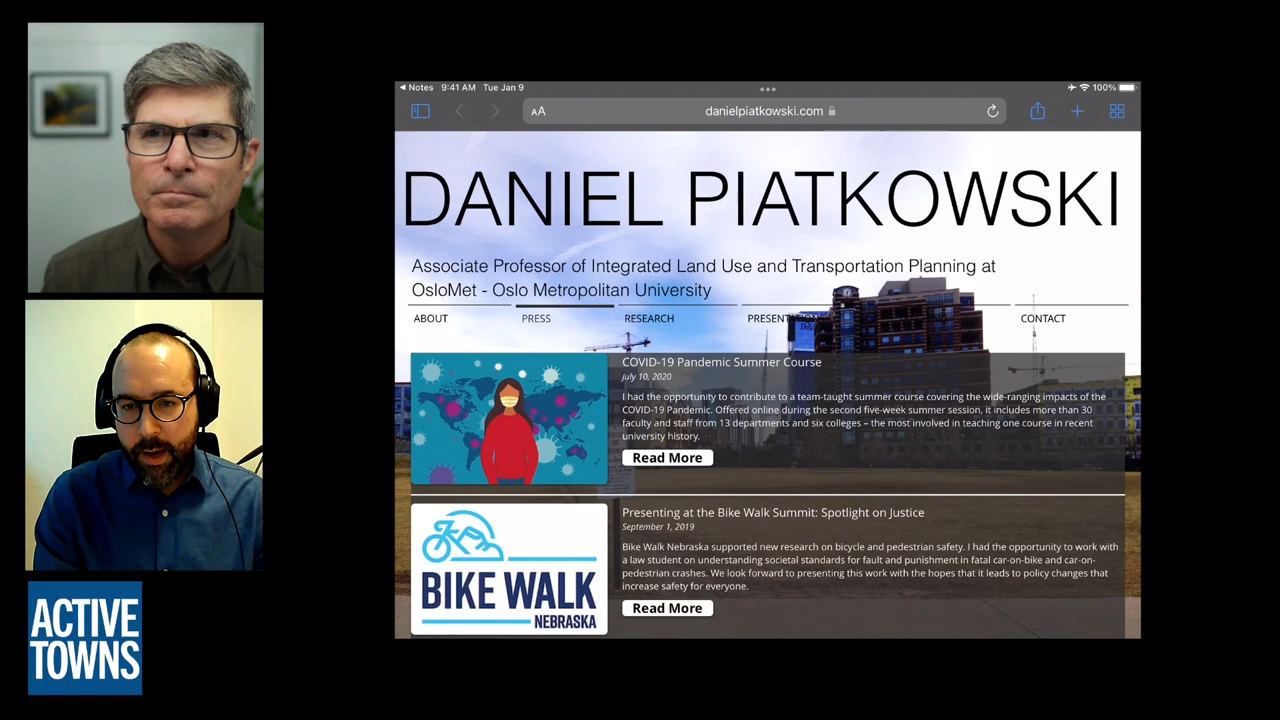 Notes 9:41 AM Tue Jan 9
100%
AA danielpiatkowski.com
DANIEL PIATKOWSKI
Associate Professor of Integrated Land Use and Transportation Planning at
OsloMet - Oslo Metropolitan University
ABOUT PRESS RESEARCH PRESENTATIONS CONTACT
COVID-19 Pandemic Summer Course
July 10, 2020
I had the opportunity to contribute to a team-taught summer course covering the wide-ranging impacts of the
COVID-19 Pandemic. Offered online during the second five-week summer session, it includes more than 30
faculty and staff from 13 departments and six colleges – the most involved in teaching one course in recent
university history.
Read More
BIKE WALK
NEBRASKA
Presenting at the Bike Walk Summit: Spotlight on Justice
September 1, 2019
Bike Walk Nebraska supported new research on bicycle and pedestrian safety. I had the opportunity to work with
a law student on understanding societal standards for fault and punishment in fatal car-on-bike and car-on-
pedestrian crashes. We look forward to presenting this work with the hopes that it leads to policy changes that
increase safety for everyone.
Read More
ACTIVE
TOWNS